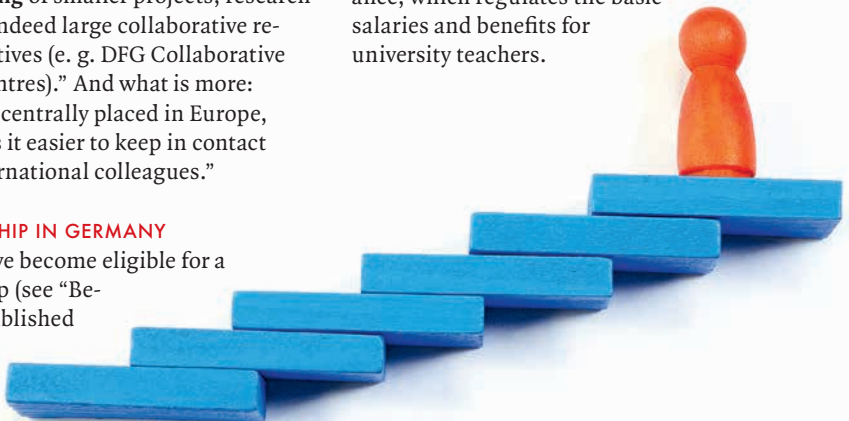 of smaller projects, research
ndeed large collaborative re-
tives (e. g. DFG Collaborative
ntres).” And what is more:
centrally placed in Europe,
it easier to keep in contact
rnational colleagues.”
HIP IN GERMANY
ve become eligible for a
p (see “Be-
blished
ance, which regulates the basic
salaries and benefits for
university teachers.